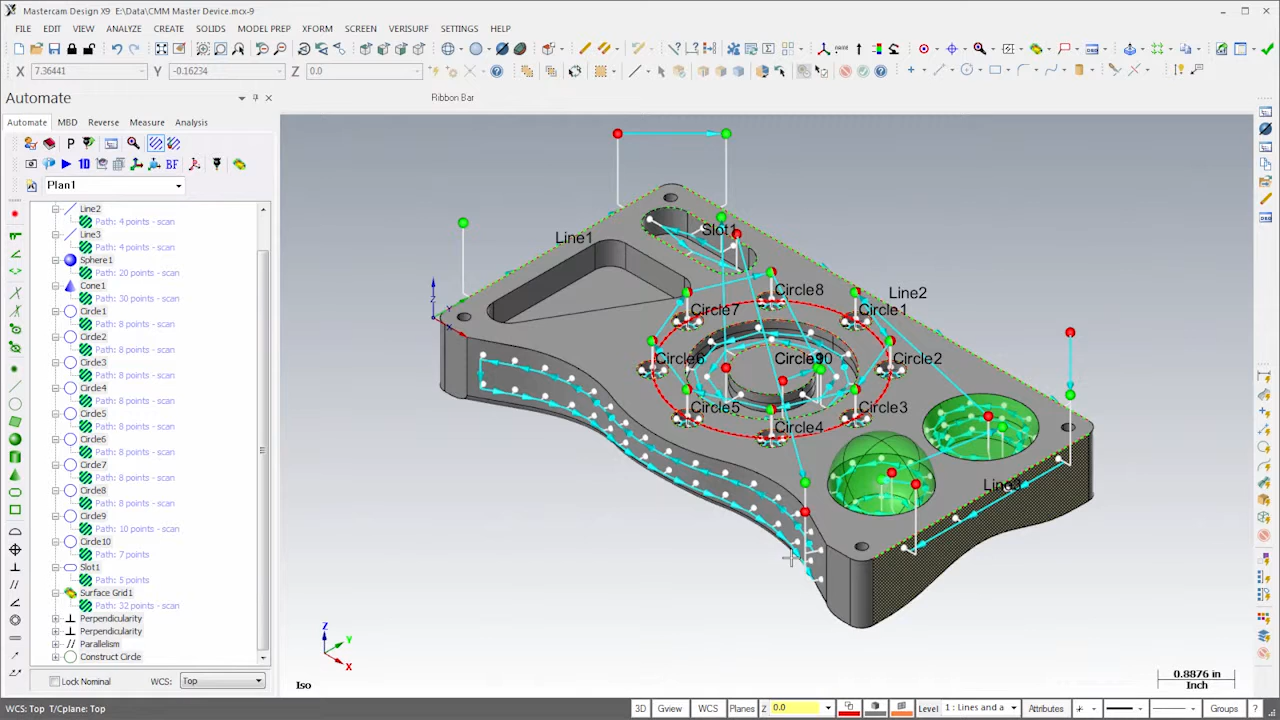 Mastercam Design X9 E:\Data\CMM Master Device.mcx-9
FILE EDIT VIEW ANALYZE CREATE SOLIDS MODEL PREP XFORM SCREEN VERISURF SETTINGS HELP
X 7.36441 Y -0.16234 Z 0.0
Automate
Ribbon Bar
Automate MBD Reverse Measure Analysis
P
1D BF
Plan1
Line2
Path: 4 points - scan
Line3
Path: 4 points - scan
Sphere1
Path: 20 points - scan
Cone1
Path: 30 points - scan
Circle1
Path: 8 points - scan
Circle2
Path: 8 points - scan
Circle3
Path: 8 points - scan
Circle4
Path: 8 points - scan
Circle5
Path: 8 points - scan
Circle6
Path: 8 points - scan
Circle7
Path: 8 points - scan
Circle8
Path: 8 points - scan
Circle9
Path: 10 points - scan
Circle10
Path: 7 points
Slot1
Path: 5 points
Surface Grid1
Path: 32 points - scan
Perpendicularity
Perpendicularity
Parallelism
Construct Circle
Lock Nominal WCS: Top
Slot1
Line1
Circle8
Line2
Circle7
Circle1
Circle6
Circle2
Circle5
Circle3
Circle4
Line3
Z
Y
X
Z
Y
X
Iso
0.8876 in
Inch
WCS: Top T/Cplane: Top 3D Gview WCS Planes Z 0.0 Level 1 : Lines and a Attributes Groups ?